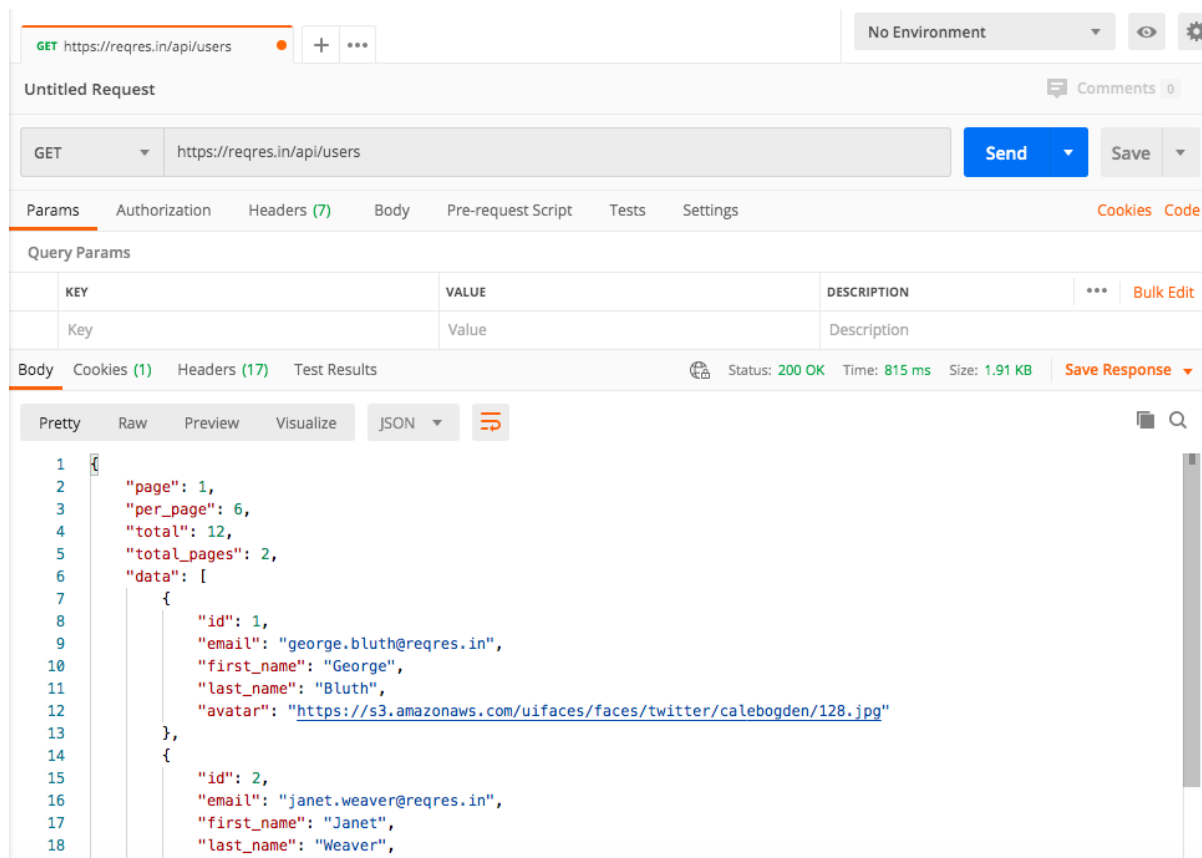 GET https://reqres.in/api/users
No Environment
Untitled Request
Comments 0
GET https://reqres.in/api/users Send Save
Params Authorization Headers (7) Body Pre-request Script Tests Settings Cookies Code
Query Params
KEY VALUE DESCRIPTION Bulk Edit
Key Value Description
Body Cookies (1) Headers (17) Test Results Status: 200 OK Time: 815 ms Size: 1.91 KB Save Response
Pretty Raw Preview Visualize JSON
1 {
2 "page": 1,
3 "per_page": 6,
4 "total": 12,
5 "total_pages": 2,
6 "data": [
7 {
8 "id": 1,
9 "email": "george.bluth@reqres.in",
10 "first_name": "George",
11 "last_name": "Bluth",
12 "avatar": "https://s3.amazonaws.com/uifaces/faces/twitter/calebogden/128.jpg"
13 },
14 {
15 "id": 2,
16 "email": "janet.weaver@reqres.in",
17 "first_name": "Janet",
18 "last_name": "Weaver",